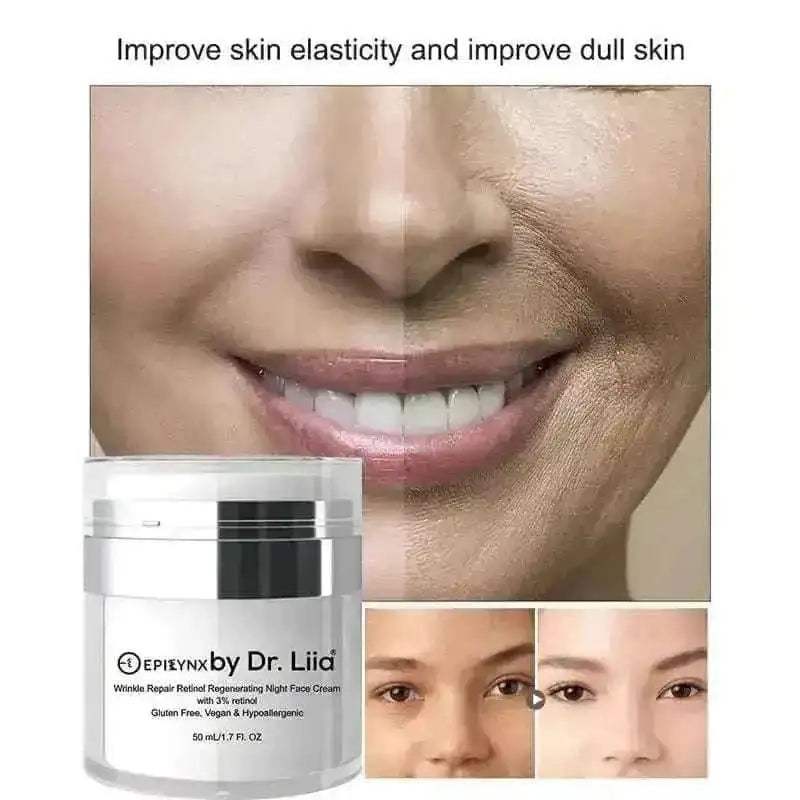 Improve skin elasticity and improve dull skin
EPILYNX by Dr. Liia®
Wrinkle Repair Retinol Regenerating Night Face Cream
with 3% retinol
Gluten Free, Vegan & Hypoallergenic
50 mL/1.7 Fl. OZ